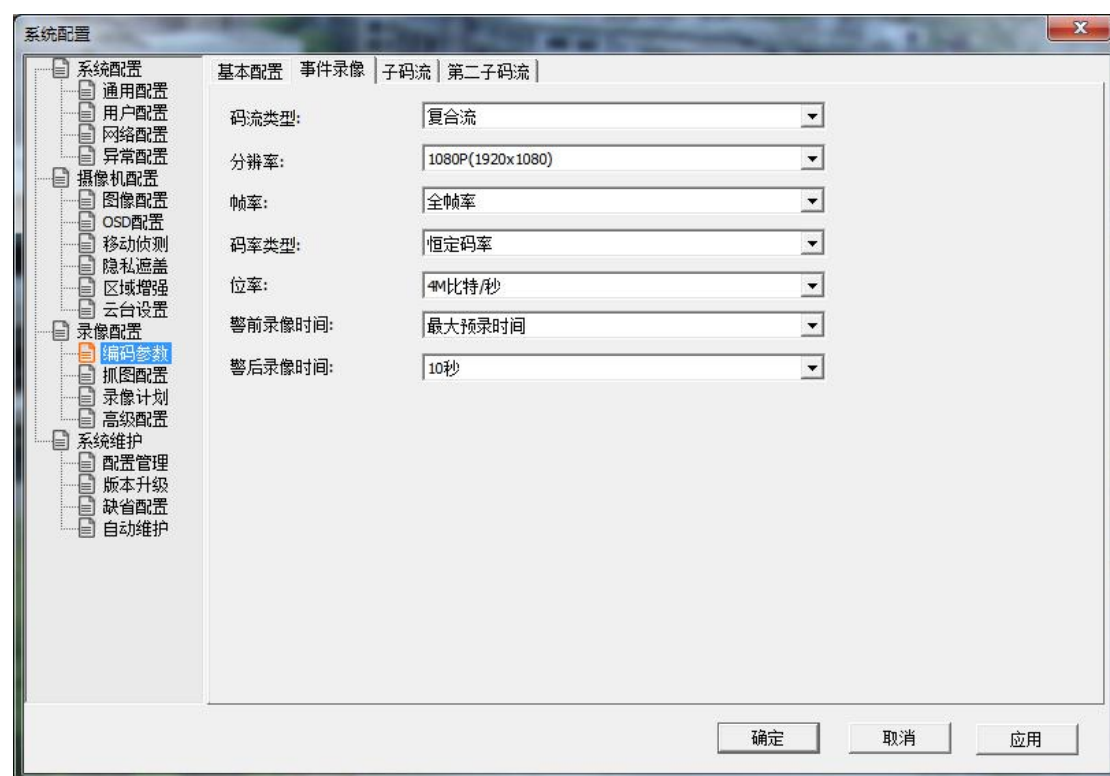 系统配置
系统配置
通用配置
用户配置
网络配置
异常配置
摄像机配置
图像配置
OSD配置
移动侦测
隐私遮盖
区域增强
云台设置
录像配置
编码参数
抓图配置
录像计划
高级配置
系统维护
配置管理
版本升级
缺省配置
自动维护
基本配置 事件录像 子码流 第二子码流
码流类型: 复合流
分辨率: 1080P(1920x1080)
帧率: 全帧率
码率类型: 恒定码率
位率: 4M比特/秒
警前录像时间: 最大预录时间
警后录像时间: 10秒
确定 取消 应用